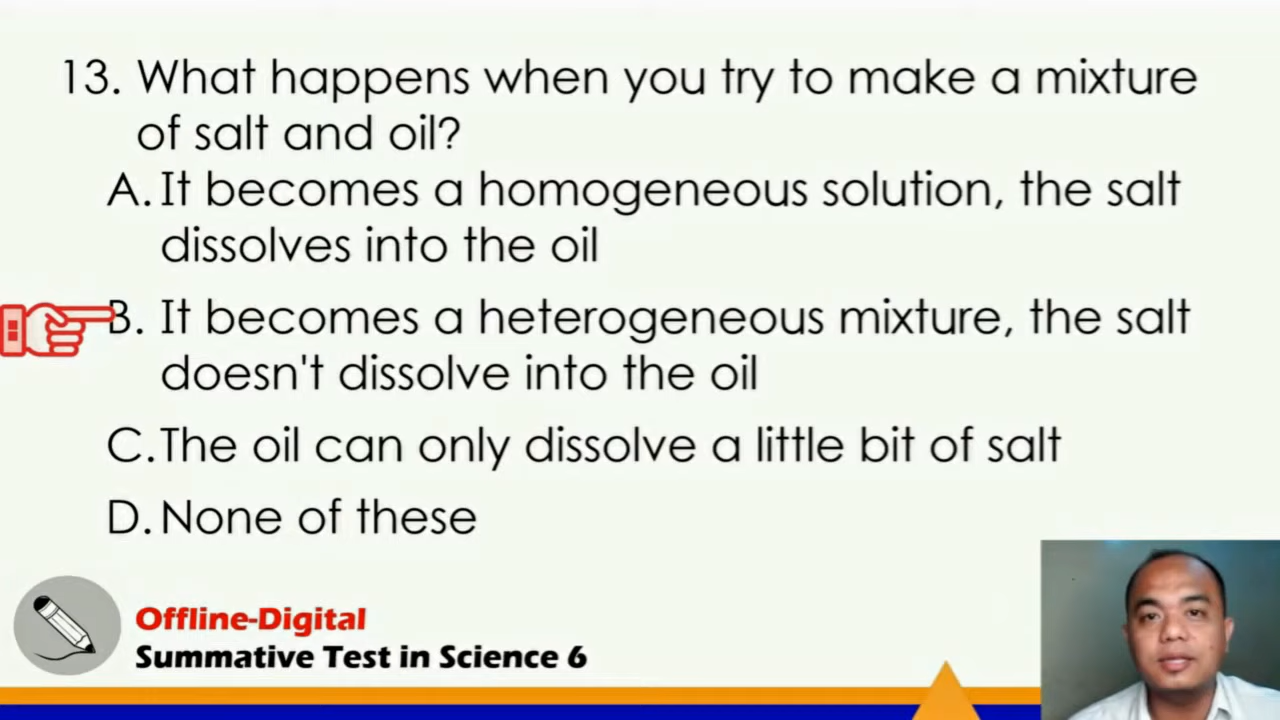 13. What happens when you try to make a mixture
of salt and oil?
A. It becomes a homogeneous solution, the salt
dissolves into the oil
B. It becomes a heterogeneous mixture, the salt
doesn't dissolve into the oil
C. The oil can only dissolve a little bit of salt
D. None of these
Offline-Digital
Summative Test in Science 6